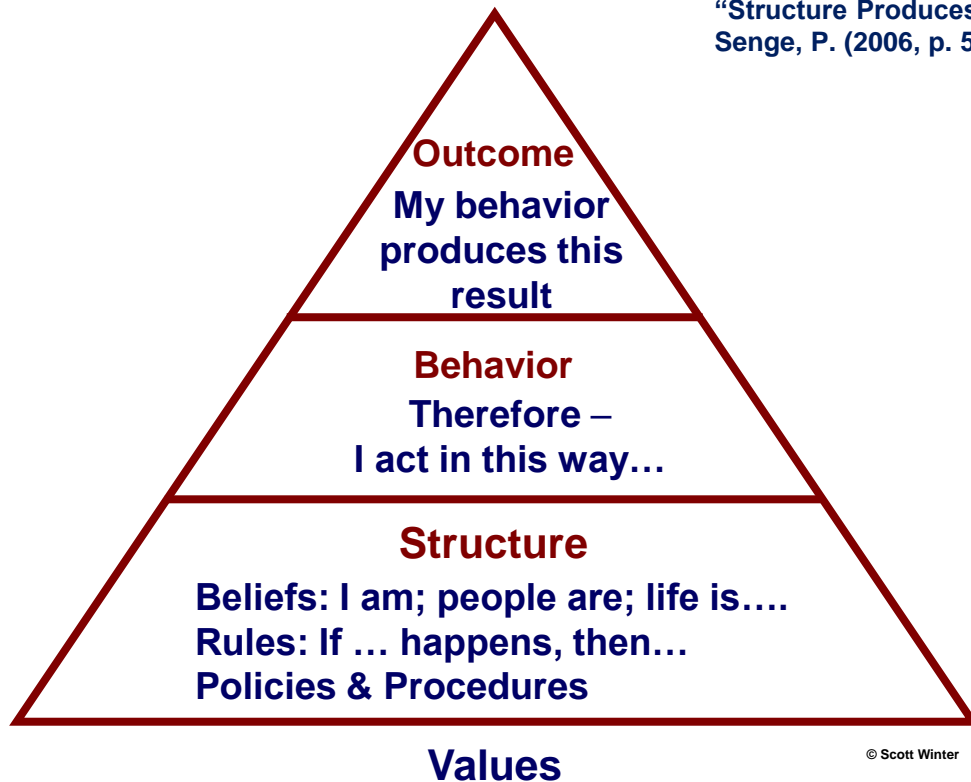 “Structure Produces
Senge, P. (2006, p. 5
Outcome
My behavior
produces this
result
Behavior
Therefore –
I act in this way…
Structure
Beliefs: I am; people are; life is….
Rules: If … happens, then…
Policies & Procedures
Values
© Scott Winter